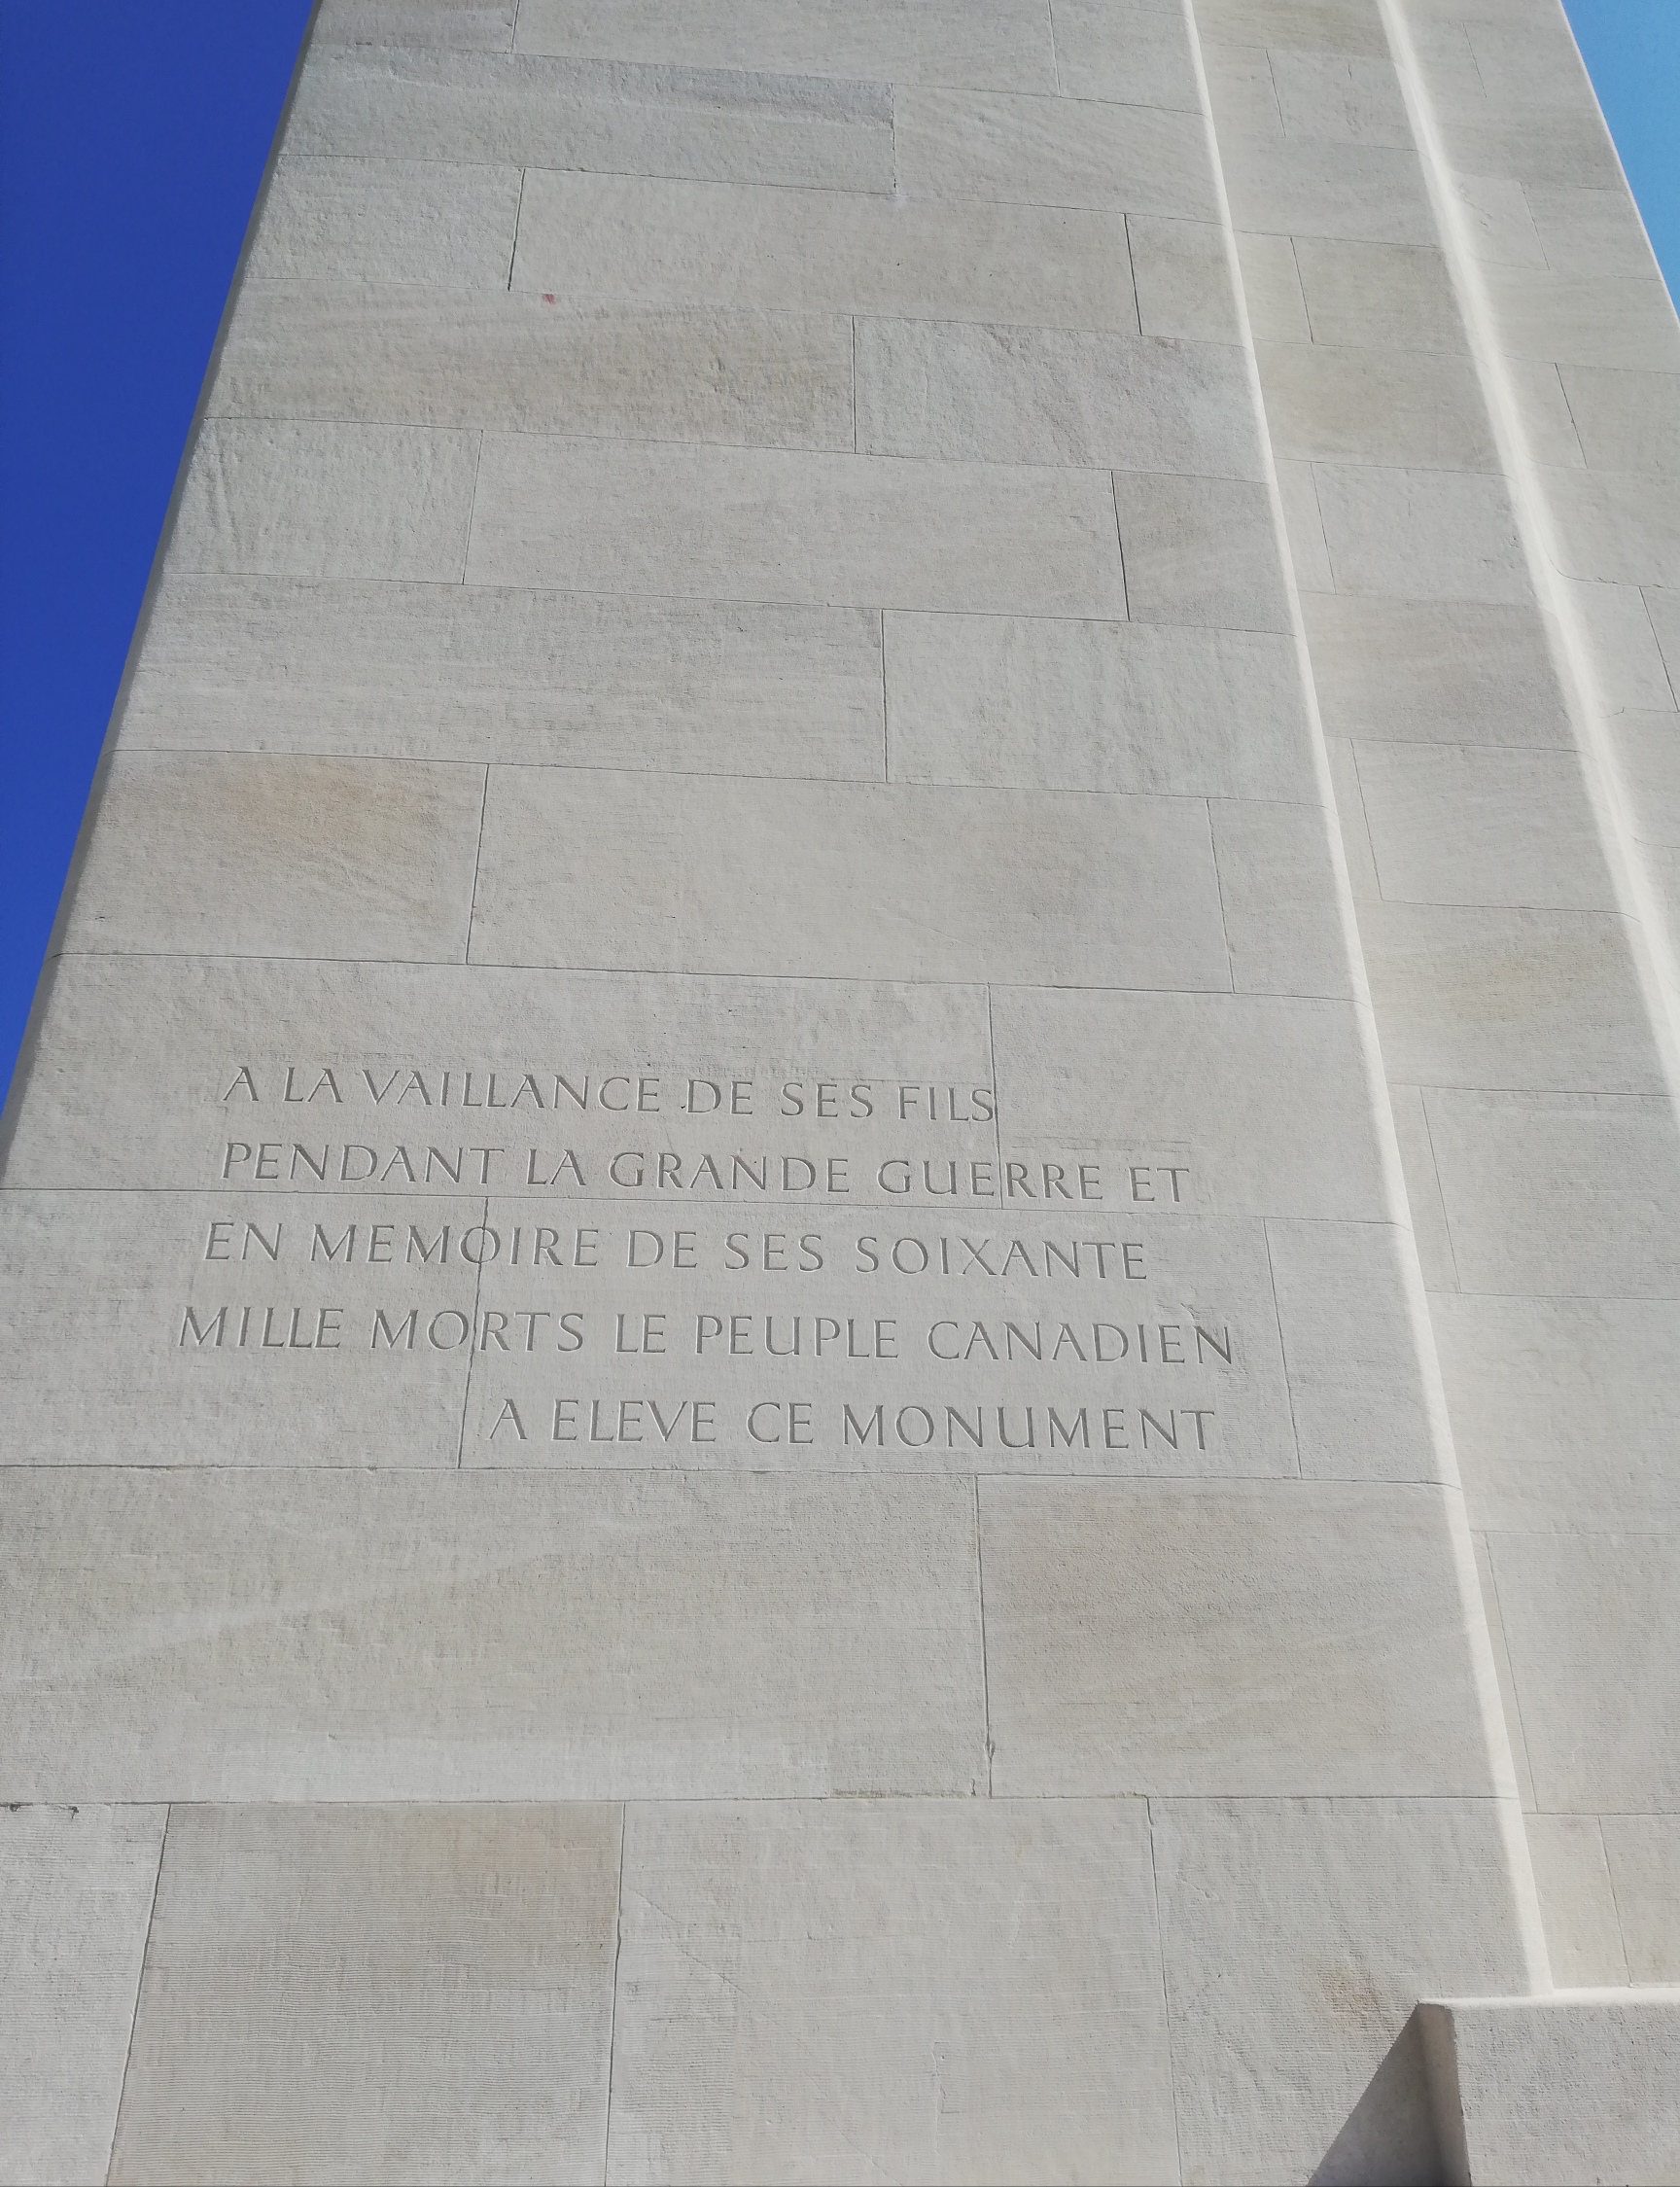 A LA VAILLANCE DE SES FILS
PENDANT LA GRANDE GUERRE ET
EN MEMOIRE DE SES SOIXANTE
MILLE MORTS LE PEUPLE CANADIEN
A ELEVE CE MONUMENT